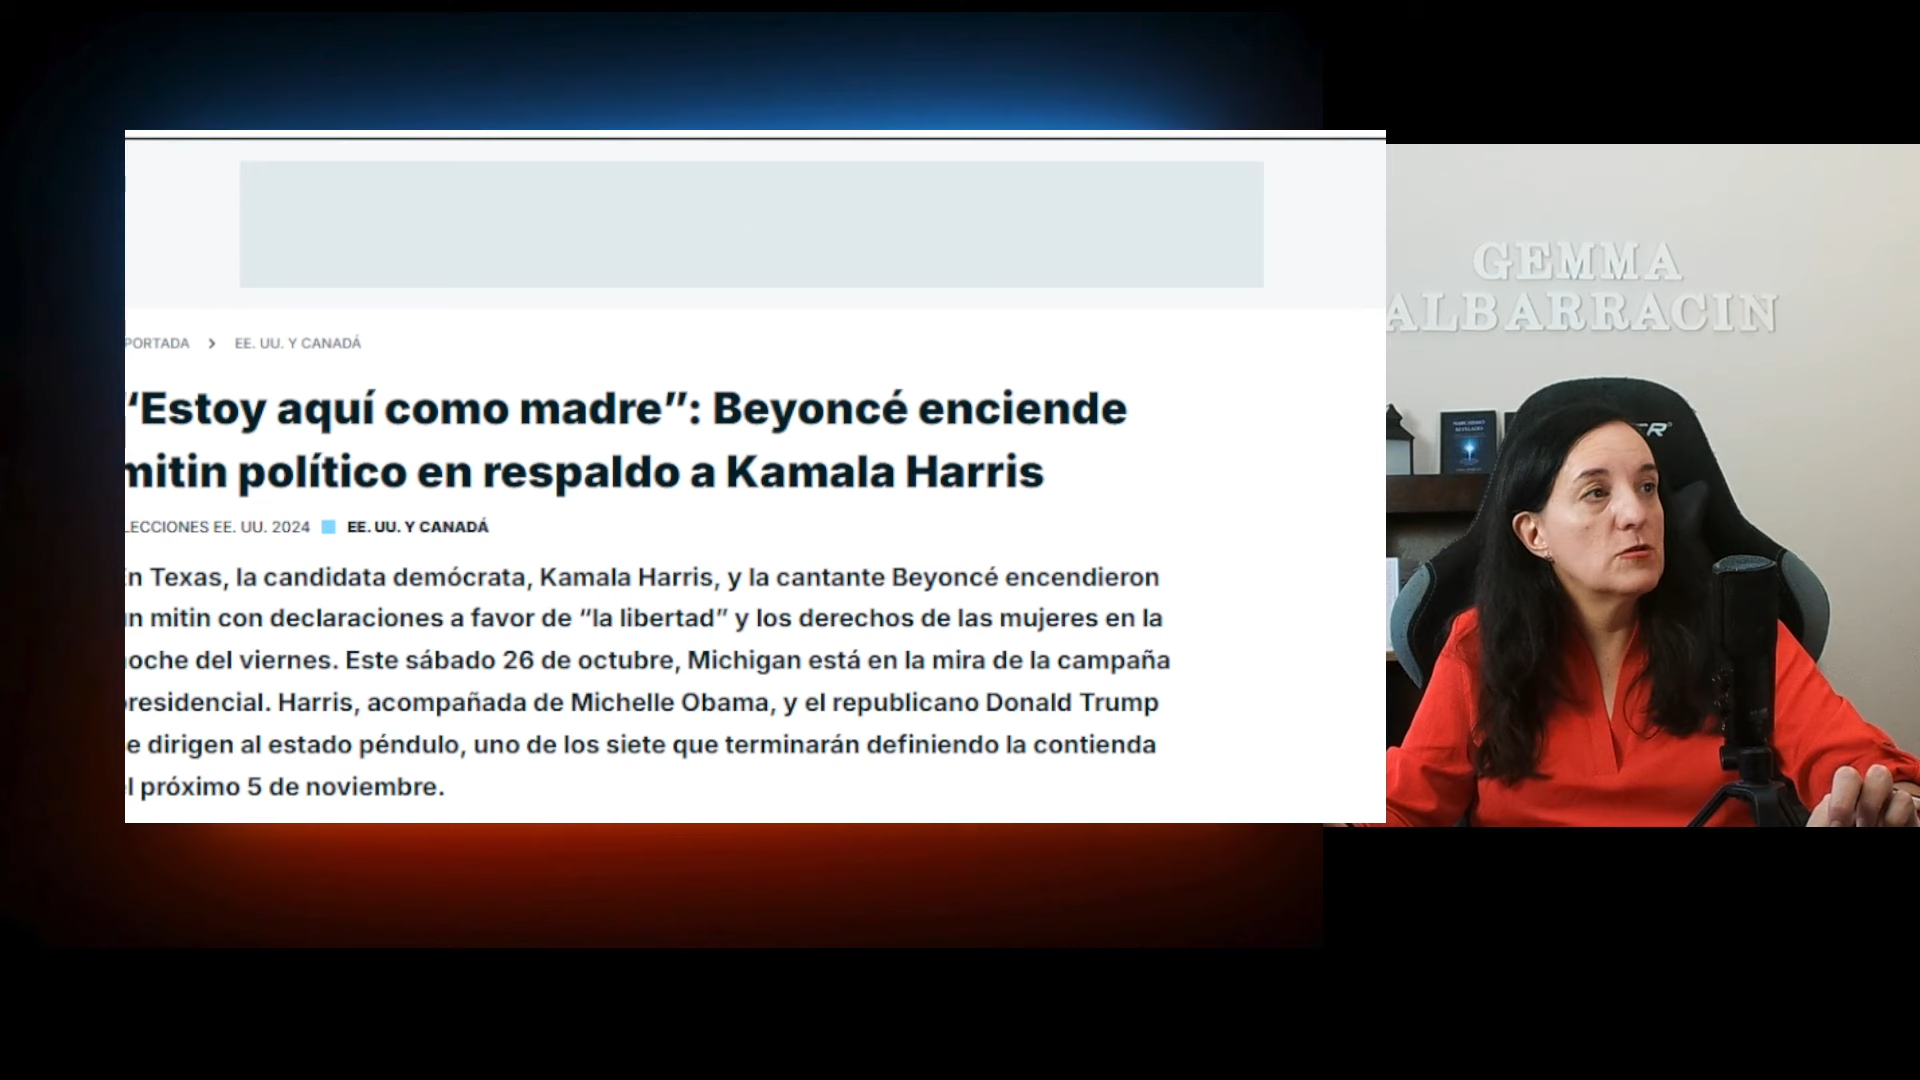 PORTADA > EE. UU. Y CANADÁ
“Estoy aquí como madre”: Beyoncé enciende
mitin político en respaldo a Kamala Harris
LECCIONES EE. UU. 2024 EE. UU. Y CANADÁ
n Texas, la candidata demócrata, Kamala Harris, y la cantante Beyoncé encendieron
n mitin con declaraciones a favor de “la libertad” y los derechos de las mujeres en la
oche del viernes. Este sábado 26 de octubre, Michigan está en la mira de la campaña
residencial. Harris, acompañada de Michelle Obama, y el republicano Donald Trump
e dirigen al estado péndulo, uno de los siete que terminarán definiendo la contienda
l próximo 5 de noviembre.
GEMMA
ALBARRACIN